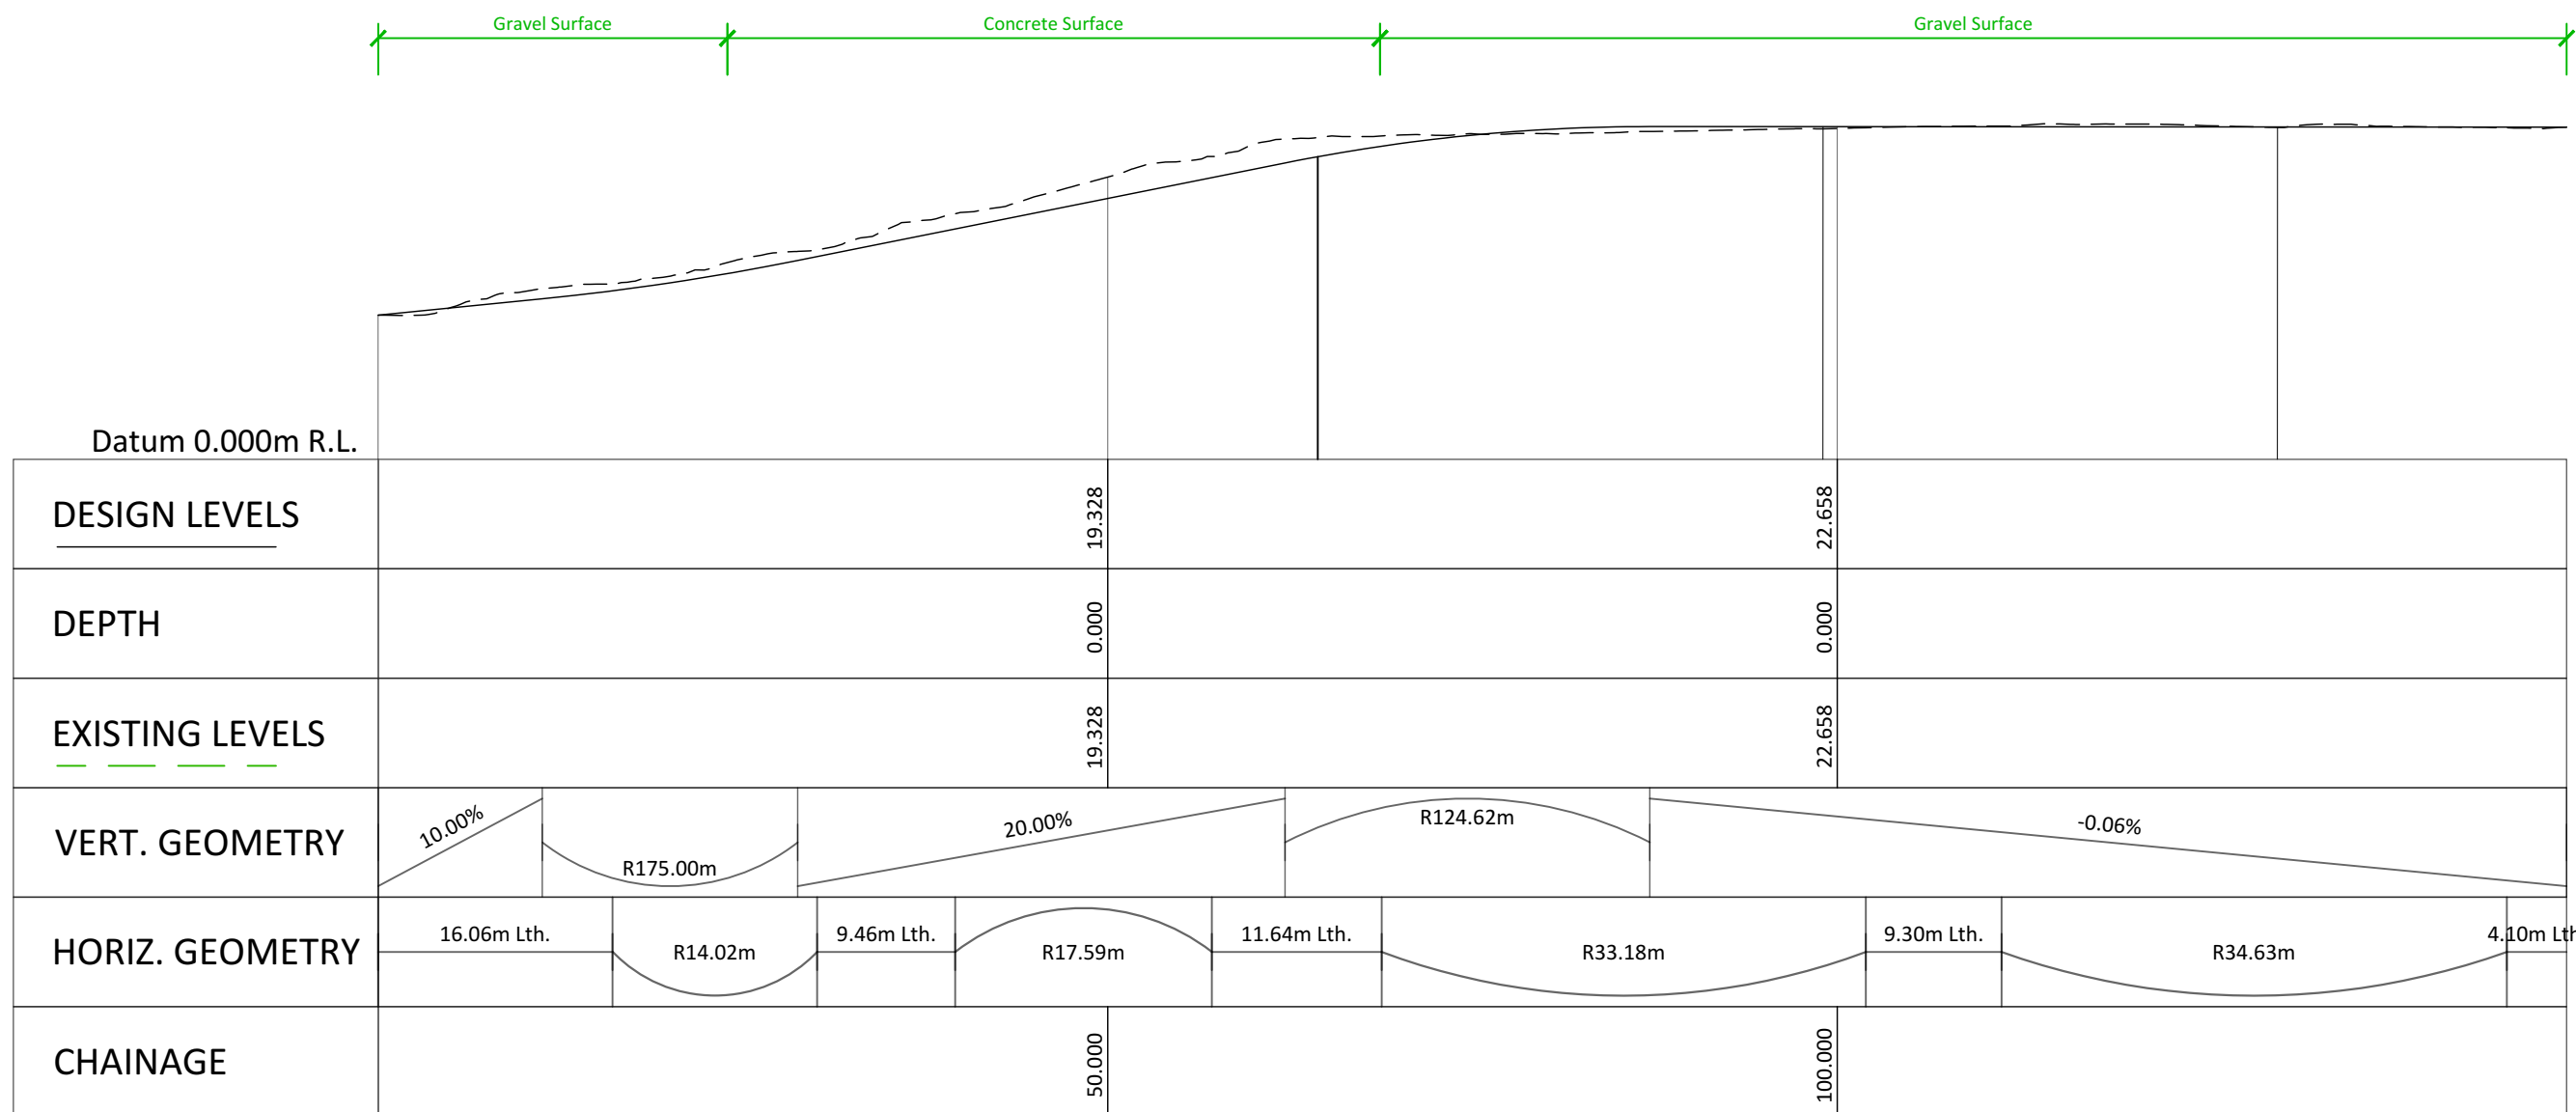 Gravel Surface
Concrete Surface
Gravel Surface
Datum 0.000m R.L.
DESIGN LEVELS
19.328
22.658
DEPTH
0.000
0.000
EXISTING LEVELS
19.328
22.658
VERT. GEOMETRY
10.00%
R175.00m
20.00%
R124.62m
-0.06%
HORIZ. GEOMETRY
16.06m Lth.
R14.02m
9.46m Lth.
R17.59m
11.64m Lth.
R33.18m
9.30m Lth.
R34.63m
4.10m Lth
CHAINAGE
50.000
100.000